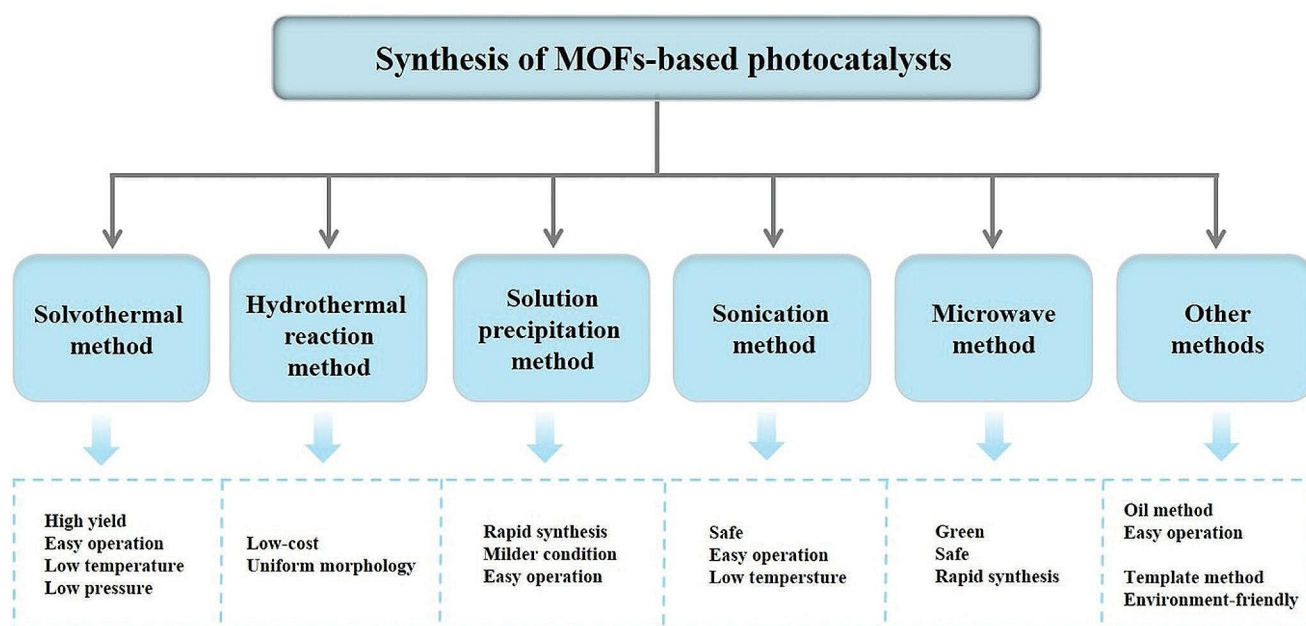 Synthesis of MOFs-based photocatalysts
Solvothermal
method
Hydrothermal
reaction
method
Solution
precipitation
method
Sonication
method
Microwave
method
Other
methods
High yield
Easy operation
Low temperature
Low pressure
Low-cost
Uniform morphology
Rapid synthesis
Milder condition
Easy operation
Safe
Easy operation
Low tempersture
Green
Safe
Rapid synthesis
Oil method
Easy operation
Template method
Environment-friendly